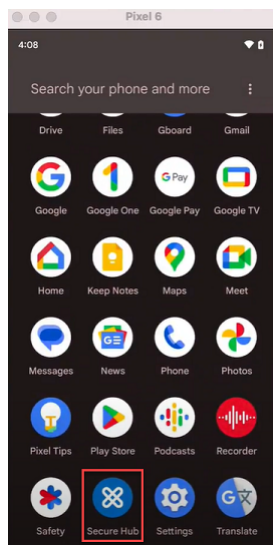 Pixel 6
4:08
Search your phone and more
Drive Files Gboard Gmail
G Pay
Google Google One Google Pay Google TV
Home Keep Notes Maps Meet
GE
Messages News Phone Photos
Pixel Tips Play Store Podcasts Recorder
Safety Secure Hub Settings Translate